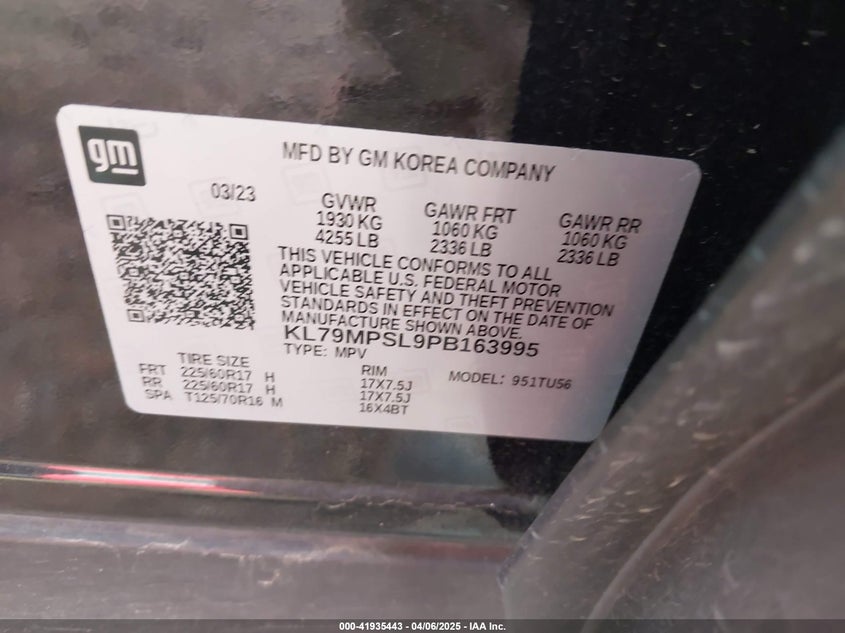 gm
MFD BY GM KOREA COMPANY
03/23
GVWR
1930 KG
4255 LB
GAWR FRT
1060 KG
2336 LB
GAWR RR
1060 KG
2336 LB
THIS VEHICLE CONFORMS TO ALL
APPLICABLE U.S. FEDERAL MOTOR
VEHICLE SAFETY AND THEFT PREVENTION
STANDARDS IN EFFECT ON THE DATE OF
MANUFACTURE SHOWN ABOVE.
KL79MPSL9PB163995
TYPE: MPV
TIRE SIZE
RIM
MODEL: 951TU56
FRT 225/60R17 H 17X7.5J
RR 225/60R17 H 17X7.5J
SPA T125/70R16 M 16X4BT
000-41935443 - 04/06/2025 - IAA Inc.